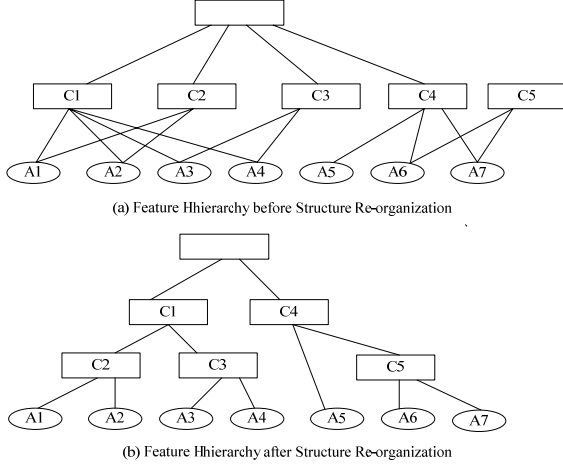 C1 C2 C3 C4 C5
A1 A2 A3 A4 A5 A6 A7
(a) Feature Hhierarchy before Structure Re-organization
C1 C4
C2 C3 C5
A1 A2 A3 A4 A5 A6 A7
(b) Feature Hhierarchy after Structure Re-organization